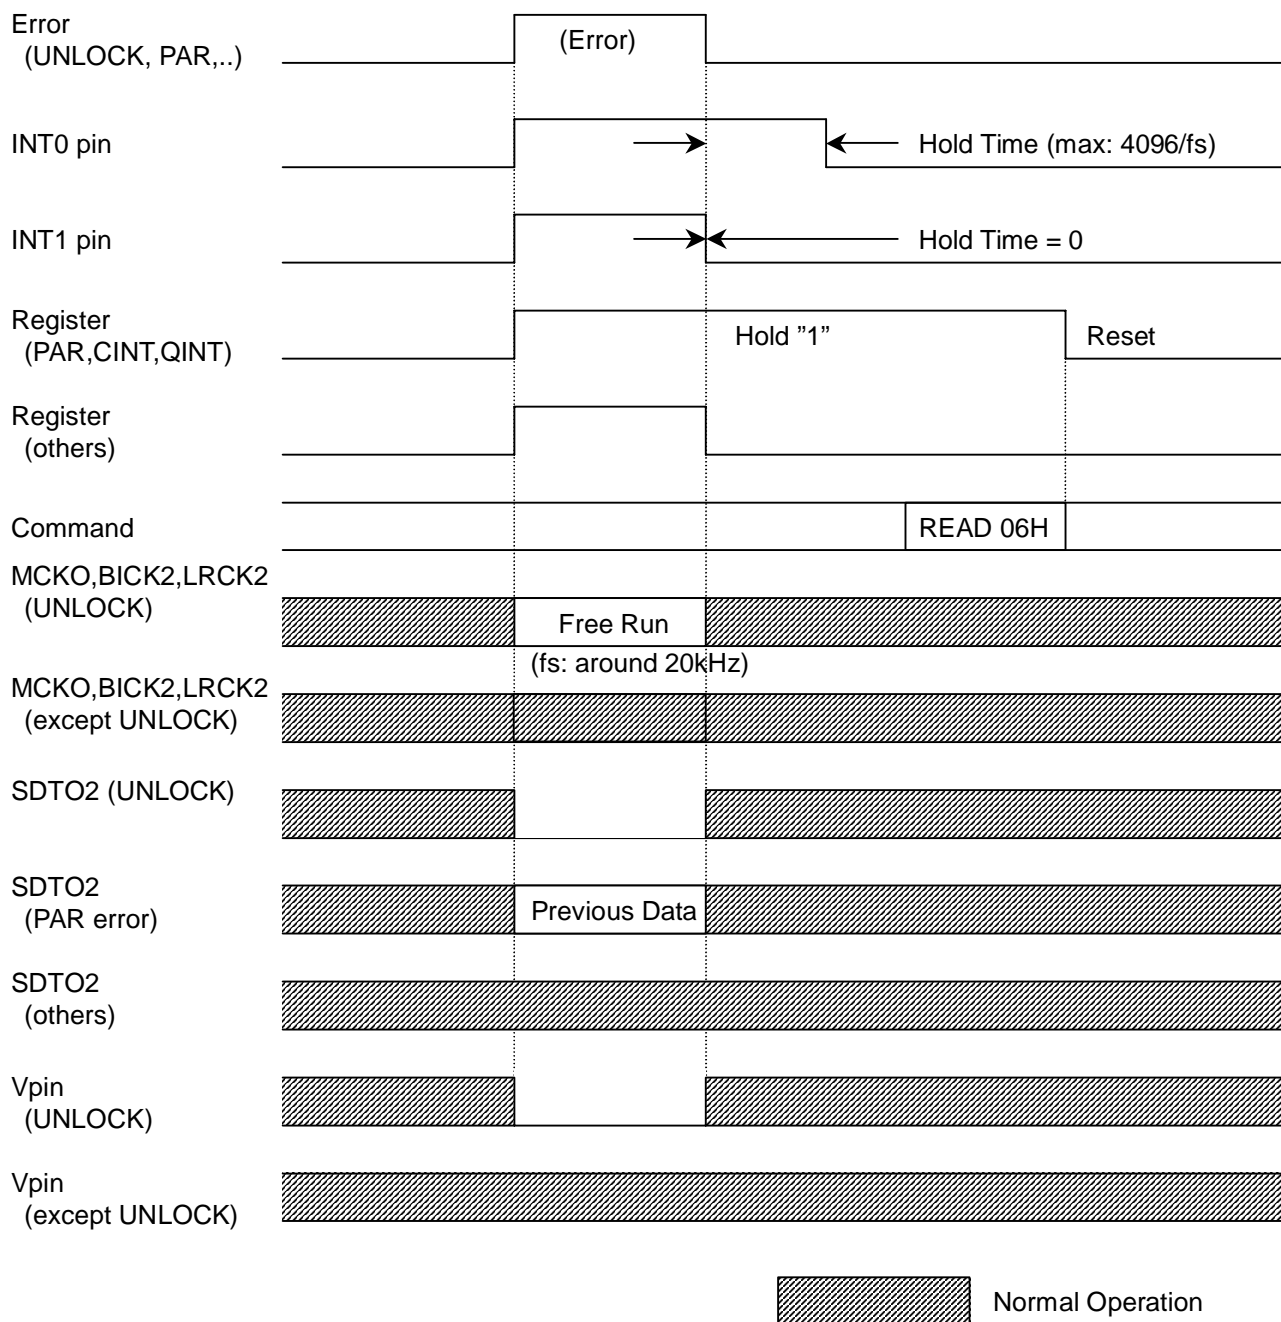 Error
(UNLOCK, PAR,..)
(Error)
INT0 pin
Hold Time (max: 4096/fs)
INT1 pin
Hold Time = 0
Register
(PAR,CINT,QINT)
Hold ”1”
Reset
Register
(others)
Command
READ 06H
MCKO,BICK2,LRCK2
(UNLOCK)
Free Run
(fs: around 20kHz)
MCKO,BICK2,LRCK2
(except UNLOCK)
SDTO2 (UNLOCK)
SDTO2
(PAR error)
Previous Data
SDTO2
(others)
Vpin
(UNLOCK)
Vpin
(except UNLOCK)
Normal Operation